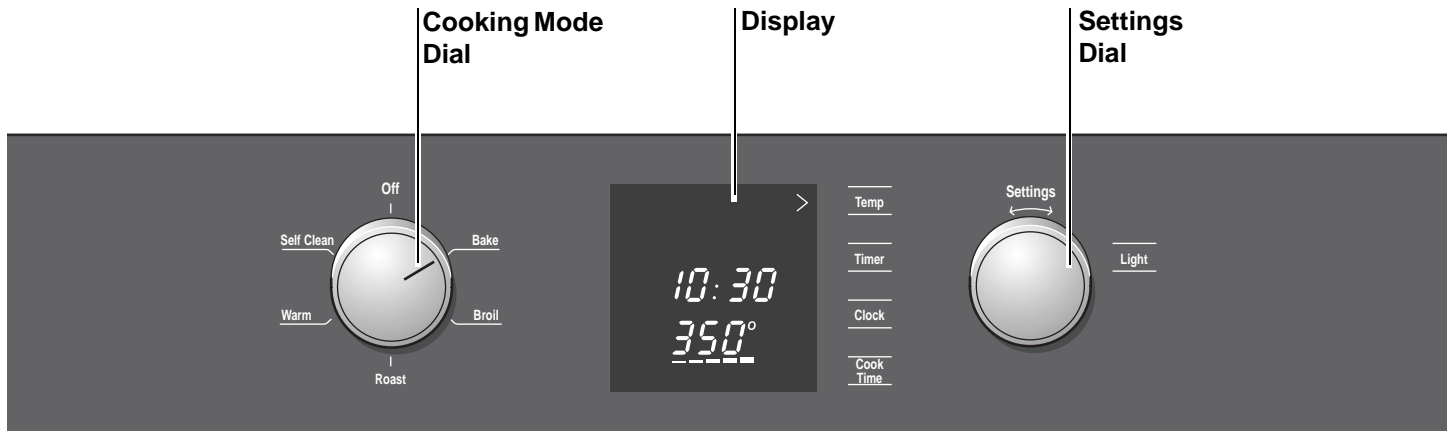 Cooking Mode
Dial
Display
Settings
Dial
Off
Self Clean
Bake
Warm
Broil
Roast
>
10:30
350°
Temp
Timer
Clock
Cook
Time
Settings
Light